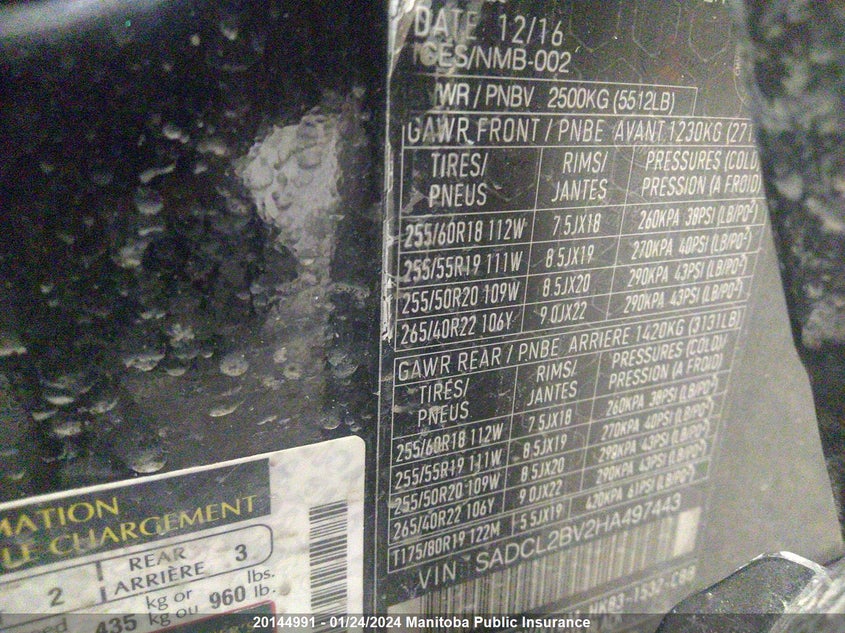 DATE 12/16
ICES/NMB-002
GVWR / PNBV 2500KG (5512LB)
GAWR FRONT / PNBE AVANT 1230KG (271
TIRES/ RIMS/ PRESSURES (COLD
PNEUS JANTES PRESSION (A FROID)
255/60R18 112W 7.5JX18 260KPA 38PSI (LB/PO²)
255/55R19 111W 8.5JX19 270KPA 40PSI (LB/PO²)
255/50R20 109W 8.5JX20 290KPA 43PSI (LB/PO²)
265/40R22 106Y 9.0JX22 290KPA 43PSI (LB/PO²)
GAWR REAR / PNBE ARRIERE 1420KG (3131LB)
TIRES/ RIMS/ PRESSURES (COLD)/
PNEUS JANTES PRESSION (A FROID)
255/60R18 112W 7.5JX18 260KPA 38PSI (LB/PO²)
255/55R19 111W 8.5JX19 270KPA 40PSI (LB/PO²)
255/50R20 109W 8.5JX20 290KPA 43PSI (LB/PO²)
265/40R22 106Y 9.0JX22 290KPA 43PSI (LB/PO²)
T175/80R19 122M 5.5JX19 420KPA 61PSI (LB/PO²)
VIN SADCL2BV2HA497443
MATION
LE CHARGEMENT
2 REAR ARRIÈRE 3
435 kg or kg ou 960 lbs. lb.
20144991 - 01/24/2024 Manitoba Public Insurance